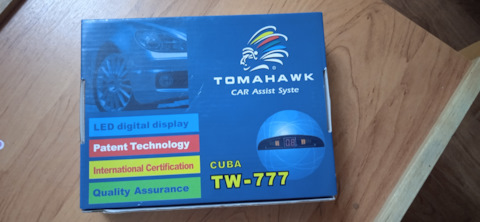 TOMAHAWK
CAR Assist Syste
LED digital display
Patent Technology
International Certification
Quality Assurance
CUBA
TW-777